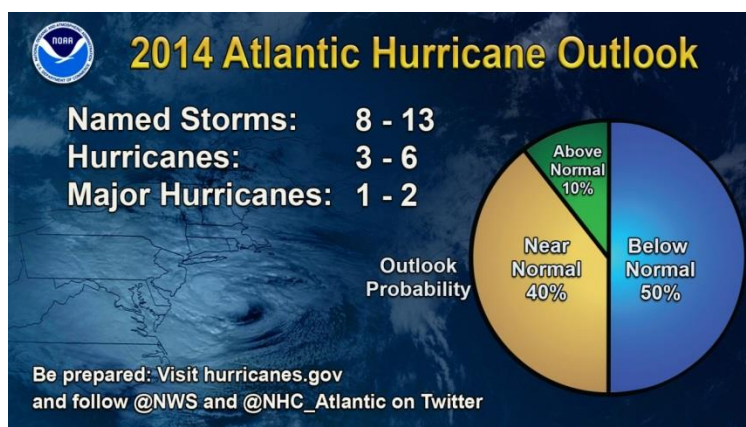 NOAA
2014 Atlantic Hurricane Outlook
Named Storms: 8 - 13
Hurricanes: 3 - 6
Major Hurricanes: 1 - 2
Outlook
Probability
Above
Normal
10%
Near
Normal
40%
Below
Normal
50%
Be prepared: Visit hurricanes.gov
and follow @NWS and @NHC_Atlantic on Twitter